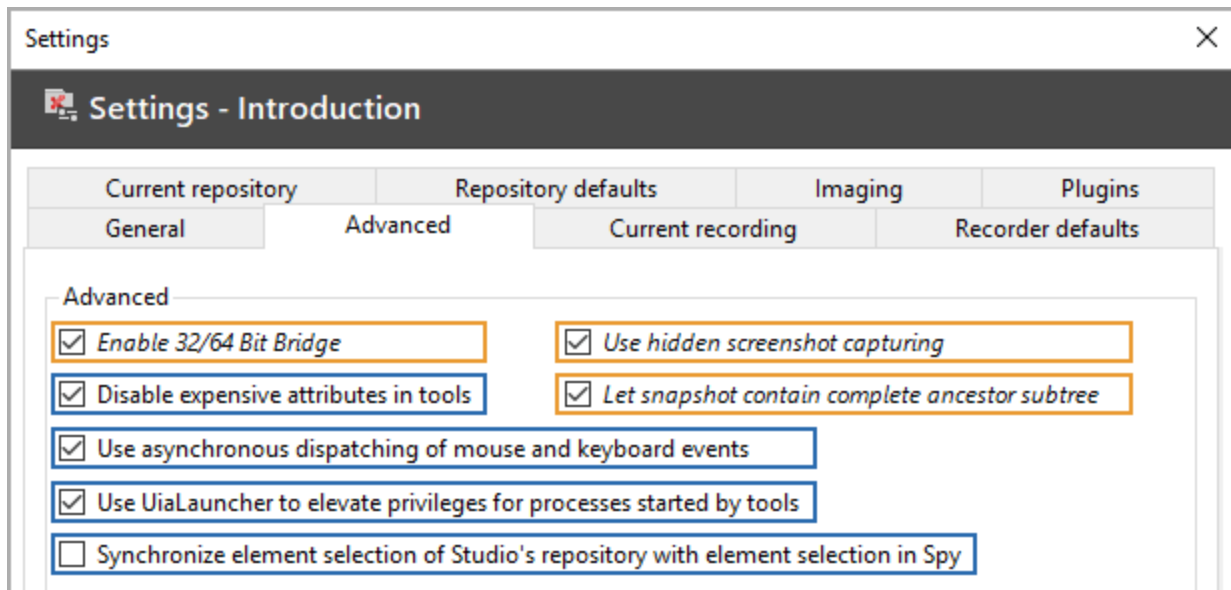 Settings
Settings - Introduction
Current repository
Repository defaults
Imaging
Plugins
General
Advanced
Current recording
Recorder defaults
Advanced
Enable 32/64 Bit Bridge
Use hidden screenshot capturing
Disable expensive attributes in tools
Let snapshot contain complete ancestor subtree
Use asynchronous dispatching of mouse and keyboard events
Use UiaLauncher to elevate privileges for processes started by tools
Synchronize element selection of Studio's repository with element selection in Spy